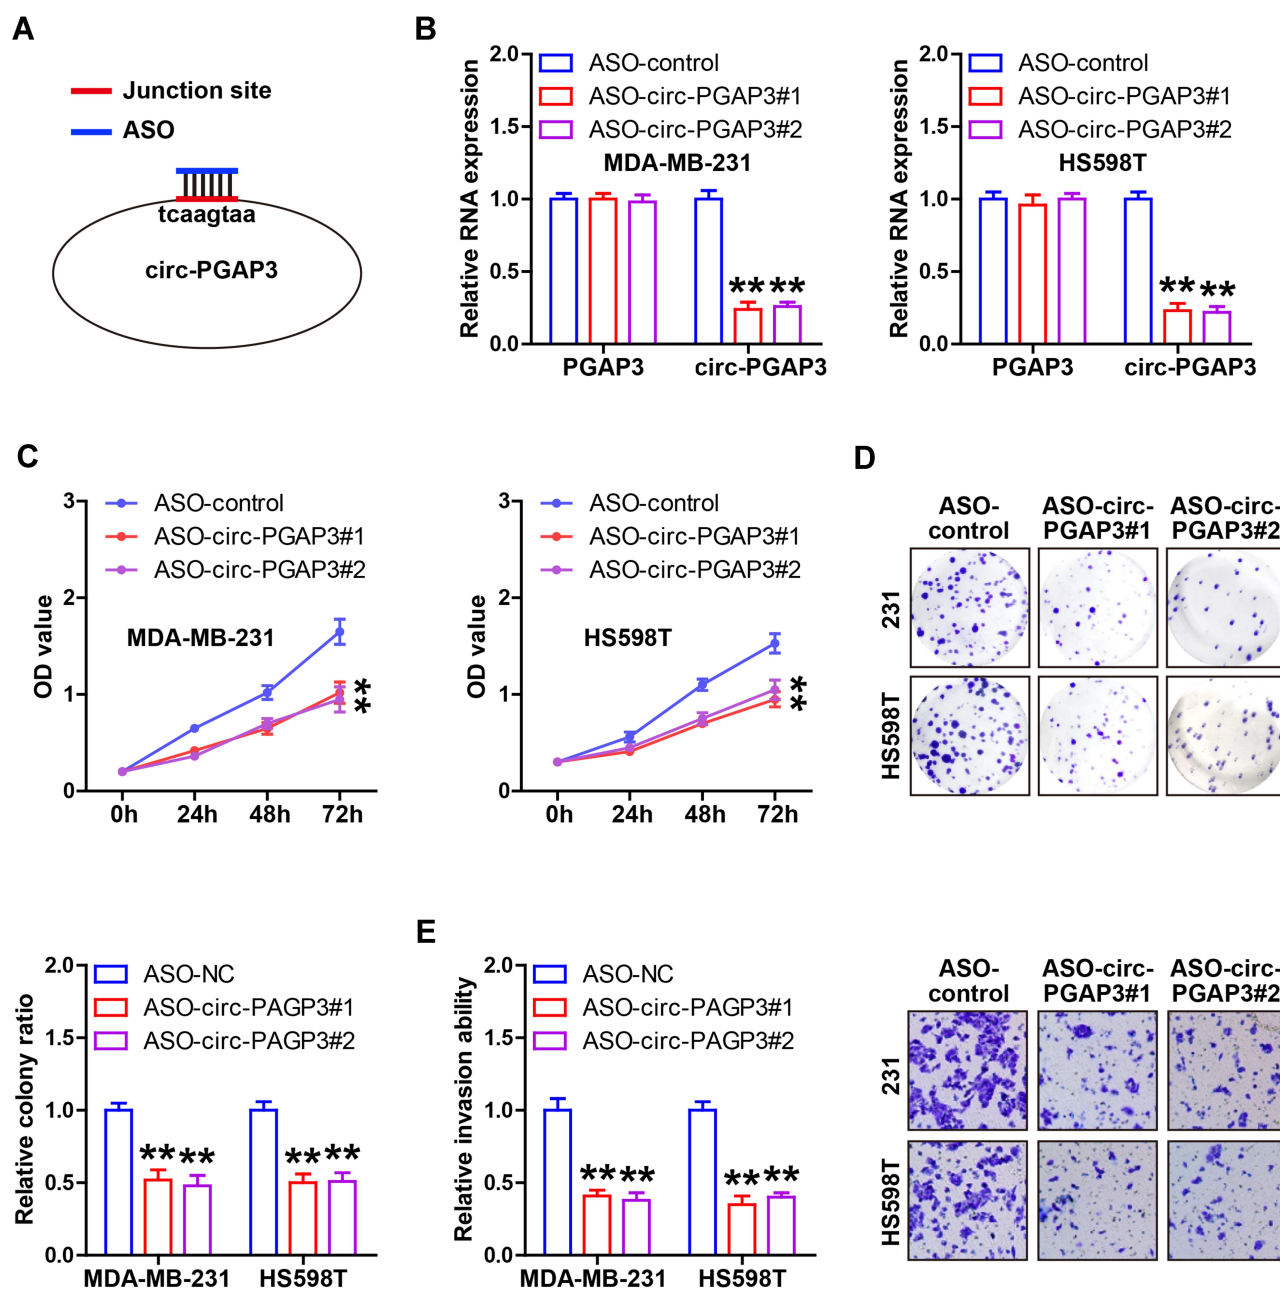 A
Junction site
ASO
tcaagtaa
circ-PGAP3
B
Relative RNA expression
2.0
1.5
1.0
0.5
0.0
ASO-control
ASO-circ-PGAP3#1
ASO-circ-PGAP3#2
MDA-MB-231
** **
PGAP3
circ-PGAP3
Relative RNA expression
2.0
1.5
1.0
0.5
0.0
ASO-control
ASO-circ-PGAP3#1
ASO-circ-PGAP3#2
HS598T
** **
PGAP3
circ-PGAP3
C
OD value
3
2
1
0
ASO-control
ASO-circ-PGAP3#1
ASO-circ-PGAP3#2
MDA-MB-231
**
0h 24h 48h 72h
OD value
3
2
1
0
ASO-control
ASO-circ-PGAP3#1
ASO-circ-PGAP3#2
HS598T
**
0h 24h 48h 72h
D
ASO-
control
ASO-circ-
PGAP3#1
ASO-circ-
PGAP3#2
231
HS598T
Relative colony ratio
2.0
1.5
1.0
0.5
0.0
ASO-NC
ASO-circ-PAGP3#1
ASO-circ-PAGP3#2
** **
** **
MDA-MB-231
HS598T
E
Relative invasion ability
2.0
1.5
1.0
0.5
0.0
ASO-NC
ASO-circ-PAGP3#1
ASO-circ-PAGP3#2
** **
** **
MDA-MB-231
HS598T
ASO-
control
ASO-circ-
PGAP3#1
ASO-circ-
PGAP3#2
231
HS598T